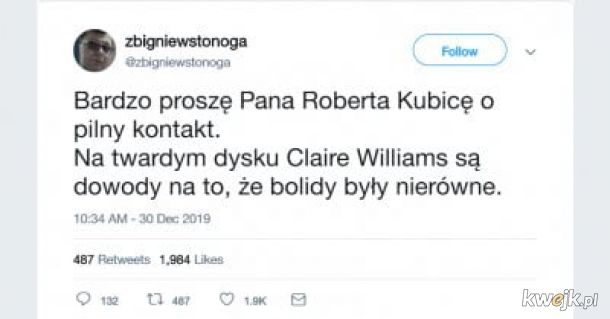 zbigniewstonoga
@zbigniewstonoga
Follow
Bardzo proszę Pana Roberta Kubicę o
pilny kontakt.
Na twardym dysku Claire Williams są
dowody na to, że bolidy były nierówne.
10:34 AM - 30 Dec 2019
487 Retweets 1,984 Likes
132 487 1.9K
kwejk.pl